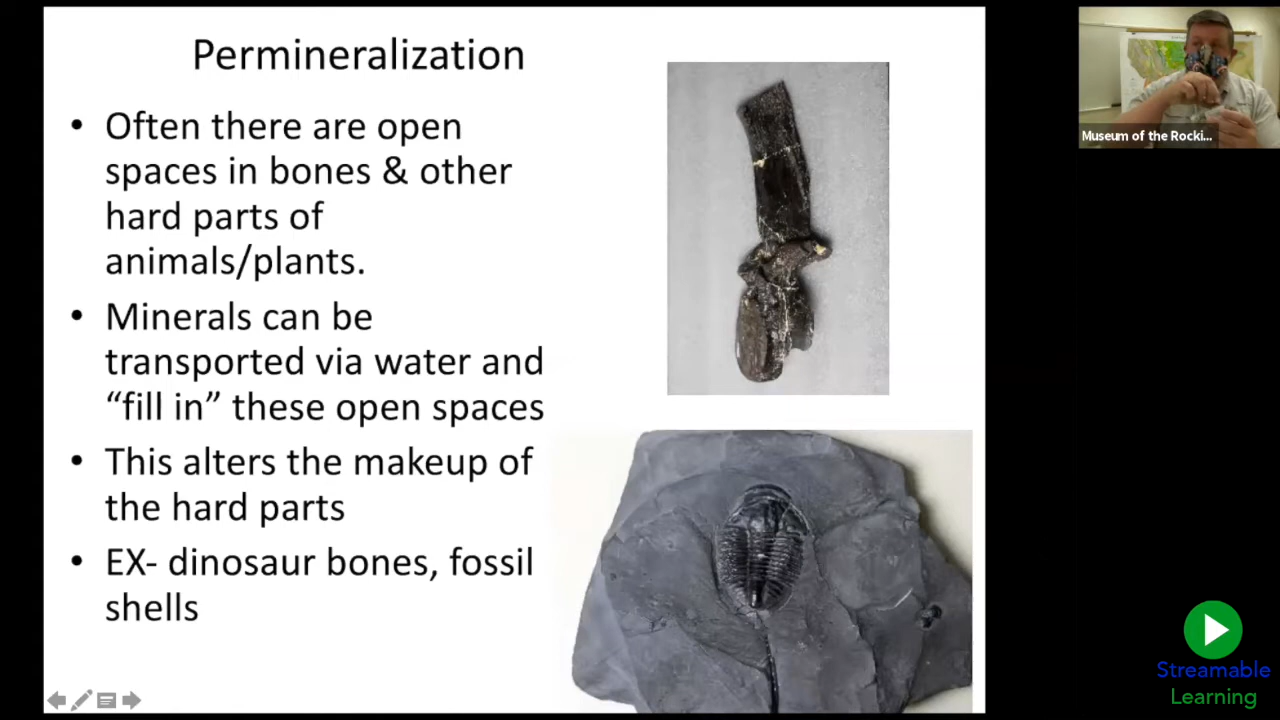 Permineralization
• Often there are open
spaces in bones & other
hard parts of
animals/plants.
• Minerals can be
transported via water and
“fill in” these open spaces
• This alters the makeup of
the hard parts
• EX- dinosaur bones, fossil
shells
Museum of the Rocki...
Streamable
Learning